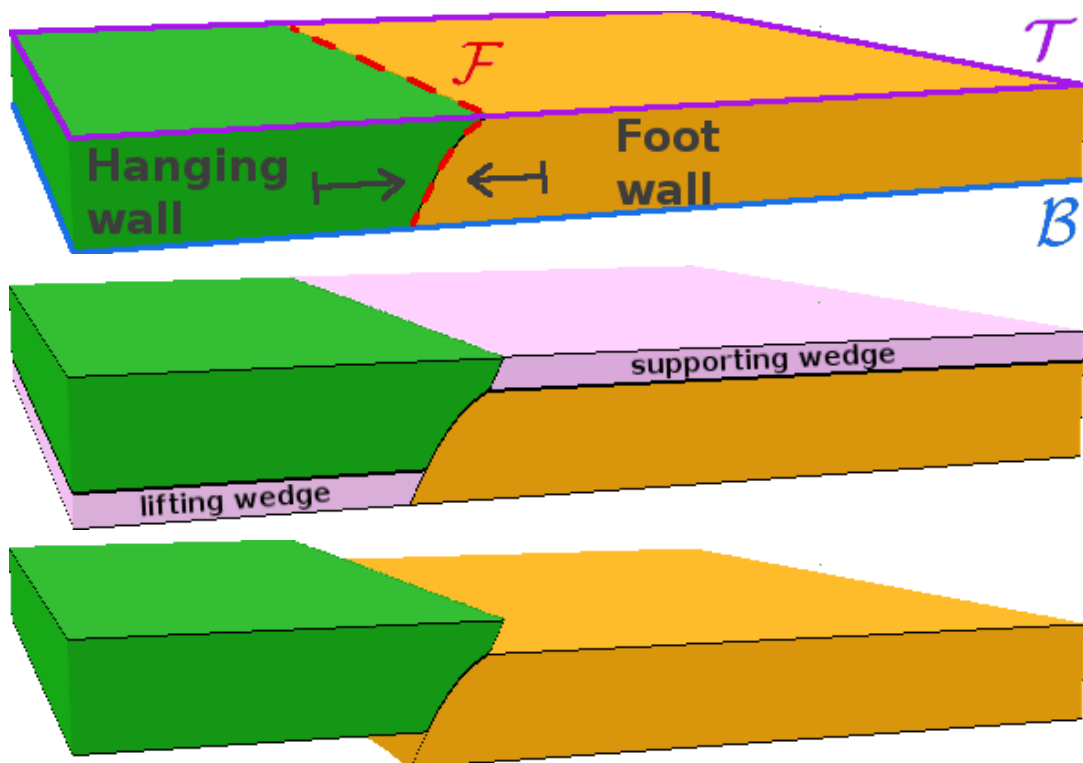 𝓣
𝓕
Hanging
wall
Foot
wall
𝓑
supporting wedge
lifting wedge